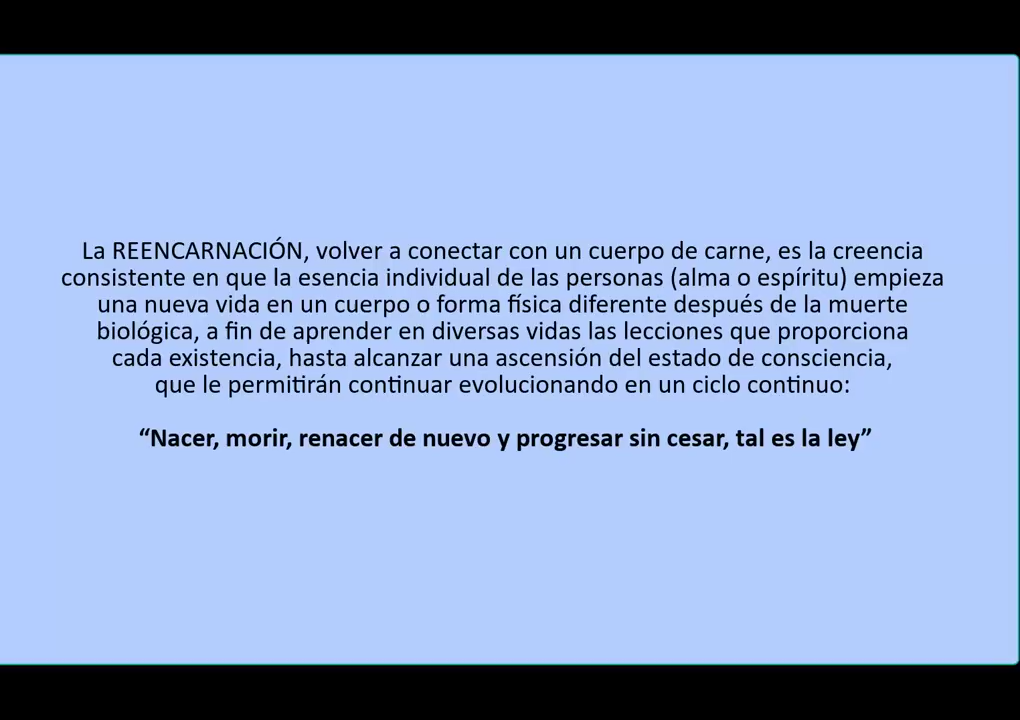 La REENCARNACIÓN, volver a conectar con un cuerpo de carne, es la creencia
consistente en que la esencia individual de las personas (alma o espíritu) empieza
una nueva vida en un cuerpo o forma física diferente después de la muerte
biológica, a fin de aprender en diversas vidas las lecciones que proporciona
cada existencia, hasta alcanzar una ascensión del estado de consciencia,
que le permitirán continuar evolucionando en un ciclo continuo:
“Nacer, morir, renacer de nuevo y progresar sin cesar, tal es la ley”